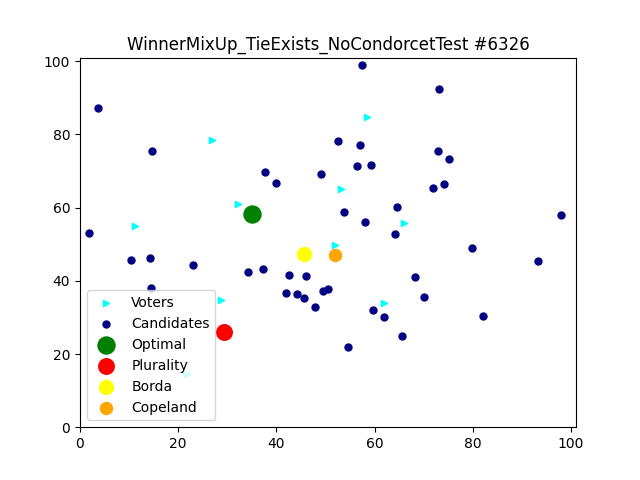 WinnerMixUp_TieExists_NoCondorcetTest #6326
100
80
60
40
20
0
Voters
Candidates
Optimal
Plurality
Borda
Copeland
0 20 40 60 80 100